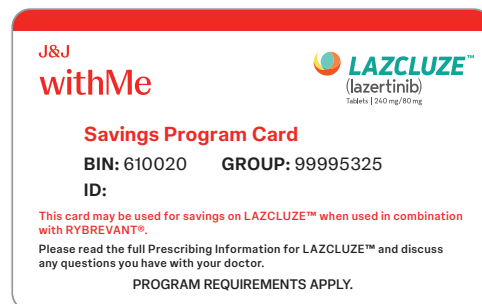 J&J
withMe
LAZCLUZE™
(lazertinib)
Tablets | 240 mg/80 mg
Savings Program Card
BIN: 610020 GROUP: 99995325
ID:
This card may be used for savings on LAZCLUZE™ when used in combination
with RYBREVANT®.
Please read the full Prescribing Information for LAZCLUZE™ and discuss
any questions you have with your doctor.
PROGRAM REQUIREMENTS APPLY.